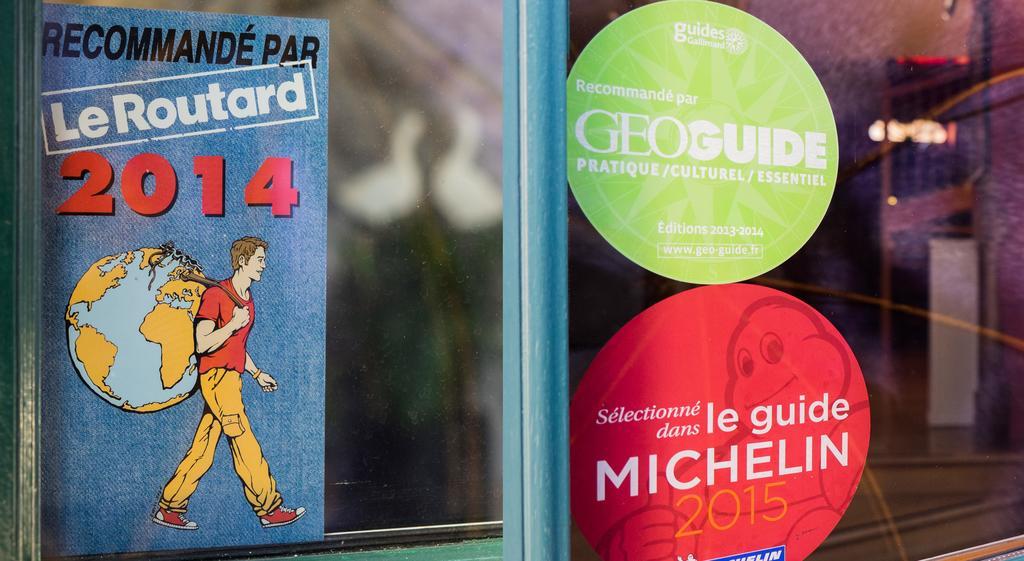 RECOMMANDÉ PAR
Le Routard
2014
guides
Gallimard
Recommandé par
GEOGUIDE
PRATIQUE/CULTUREL/ESSENTIEL
Éditions 2013-2014
www.geo-guide.fr
Sélectionné
dans le guide
MICHELIN
2015